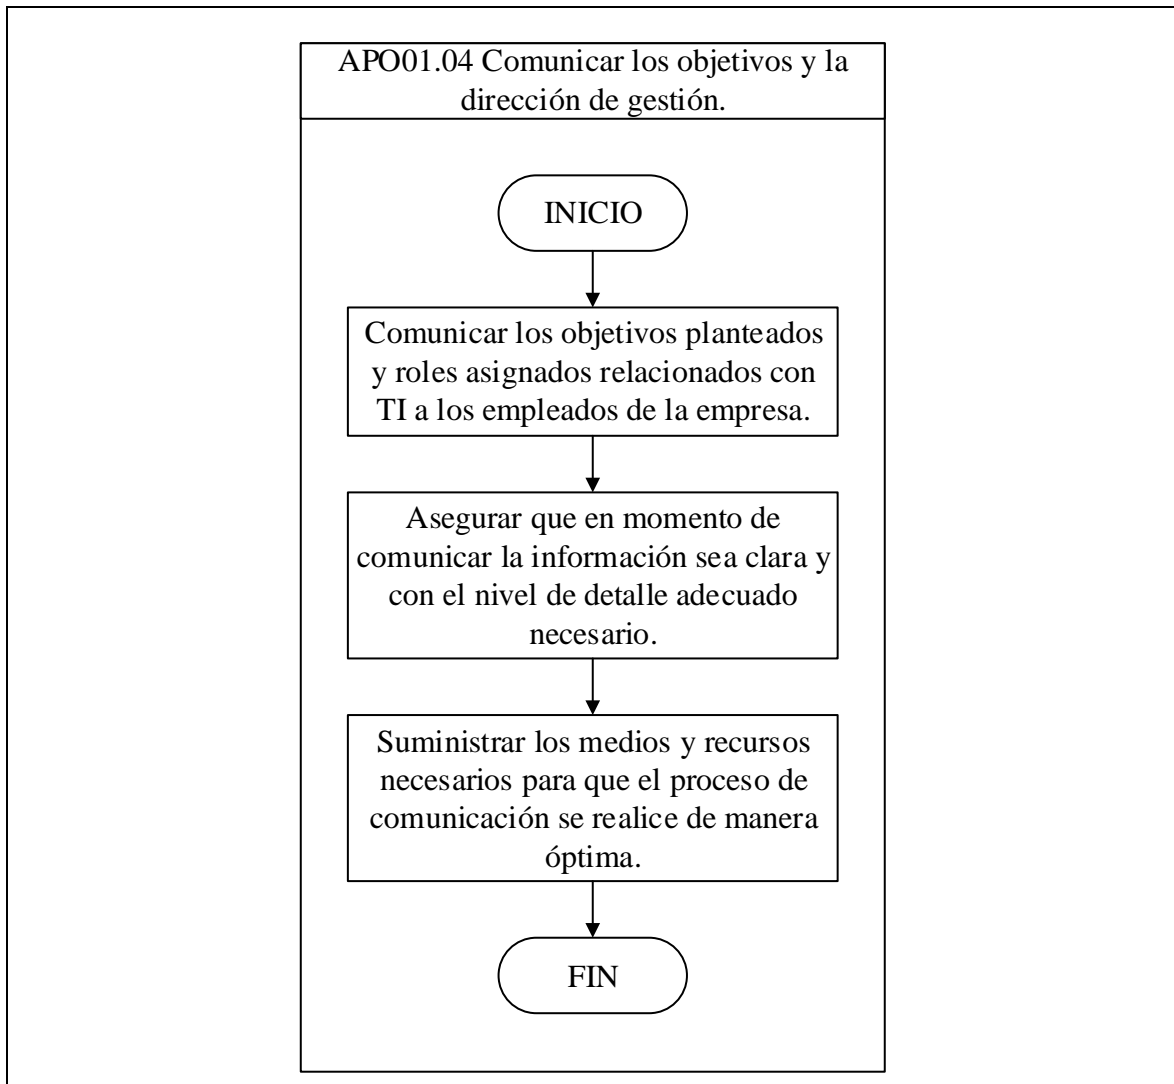 APO01.04 Comunicar los objetivos y la
dirección de gestión.
INICIO
Comunicar los objetivos planteados
y roles asignados relacionados con
TI a los empleados de la empresa.
Asegurar que en momento de
comunicar la información sea clara y
con el nivel de detalle adecuado
necesario.
Suministrar los medios y recursos
necesarios para que el proceso de
comunicación se realice de manera
óptima.
FIN